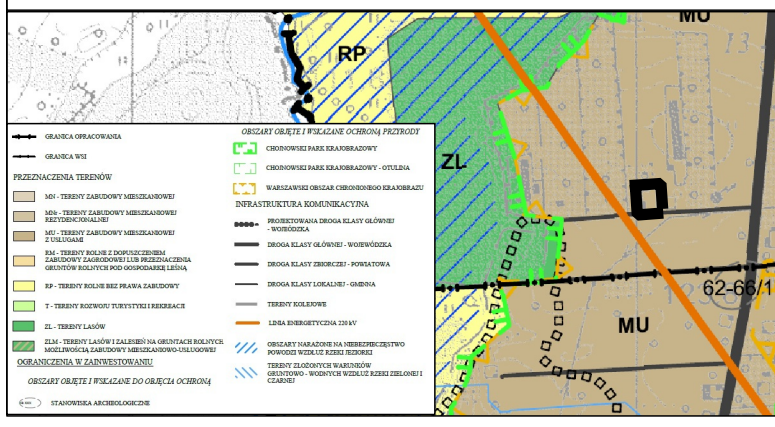 MU
13
RP
ZL
62-66/1
MU
GRANICA OPRACOWANIA
GRANICA WSI
PRZEZNACZENIA TERENÓW
MN - TERENY ZABUDOWY MIESZKANIOWEJ
MNr - TERENY ZABUDOWY MIESZKANIOWEJ
REZYDENCJONALNEJ
MU - TERENY ZABUDOWY MIESZKANIOWEJ
Z USŁUGAMI
RM - TERENY ROLNE Z DOPUSZCZENIEM
ZABUDOWY ZAGRODOWEJ LUB PRZEZNACZENIA
GRUNTÓW ROLNYCH POD GOSPODARKĘ LEŚNĄ
RP - TERENY ROLNE BEZ PRAWA ZABUDOWY
T - TERENY ROZWOJU TURYSTYKI I REKREACJI
ZL - TERENY LASÓW
ZLM - TERENY LASÓW I ZALESIEŃ NA GRUNTACH ROLNYCH
MOŻLIWOŚCIĄ ZABUDOWY MIESZKANIOWO-USŁUGOWEJ
OGRANICZENIA W ZAINWESTOWANIU
OBSZARY OBJĘTE I WSKAZANE DO OBJĘCIA OCHRONĄ
STANOWISKA ARCHEOLOGICZNE
OBSZARY OBJĘTE I WSKAZANE OCHRONĄ PRZYRODY
CHOJNOWSKI PARK KRAJOBRAZOWY
CHOJNOWSKI PARK KRAJOBRAZOWY - OTULINA
WARSZAWSKI OBSZAR CHRONIONEGO KRAJOBRAZU
INFRASTRUKTURA KOMUNIKACYJNA
PROJEKTOWANA DROGA KLASY GŁÓWNEJ
- WOJEWÓDZKA
DROGA KLASY GŁÓWNEJ - WOJEWÓDZKA
DROGA KLASY ZBIORCZEJ - POWIATOWA
DROGA KLASY LOKALNEJ - GMINNA
TERENY KOLEJOWE
LINIA ENERGETYCZNA 220 kV
OBSZARY NARAŻONE NA NIEBEZPIECZEŃSTWO
POWODZI WZDŁUŻ RZEKI JEZIORKI
TERENY ZŁOŻONYCH WARUNKÓW
GRUNTOWO - WODNYCH WZDŁUŻ RZEKI ZIELONEJ I
CZARNEJ